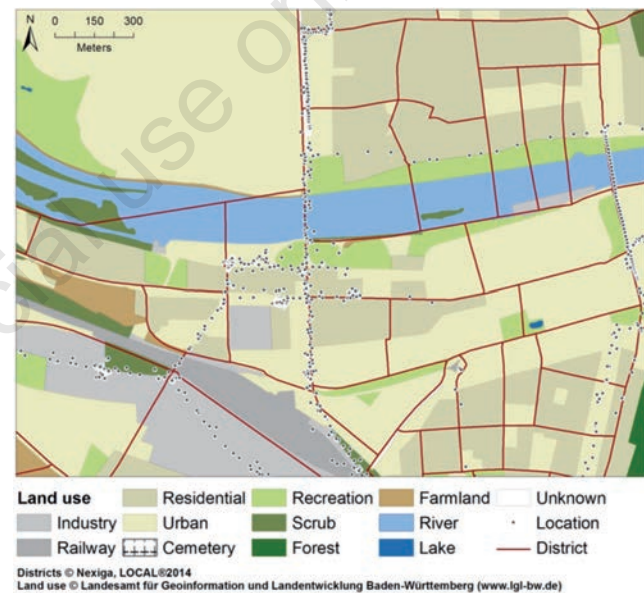 N
0 150 300
Meters
Land use Residential Recreation Farmland Unknown
Industry Urban Scrub River Location
Railway Cemetery Forest Lake District
Districts © Nexiga, LOCAL®2014
Land use © Landesamt für Geoinformation und Landentwicklung Baden-Württemberg (www.lgl-bw.de)